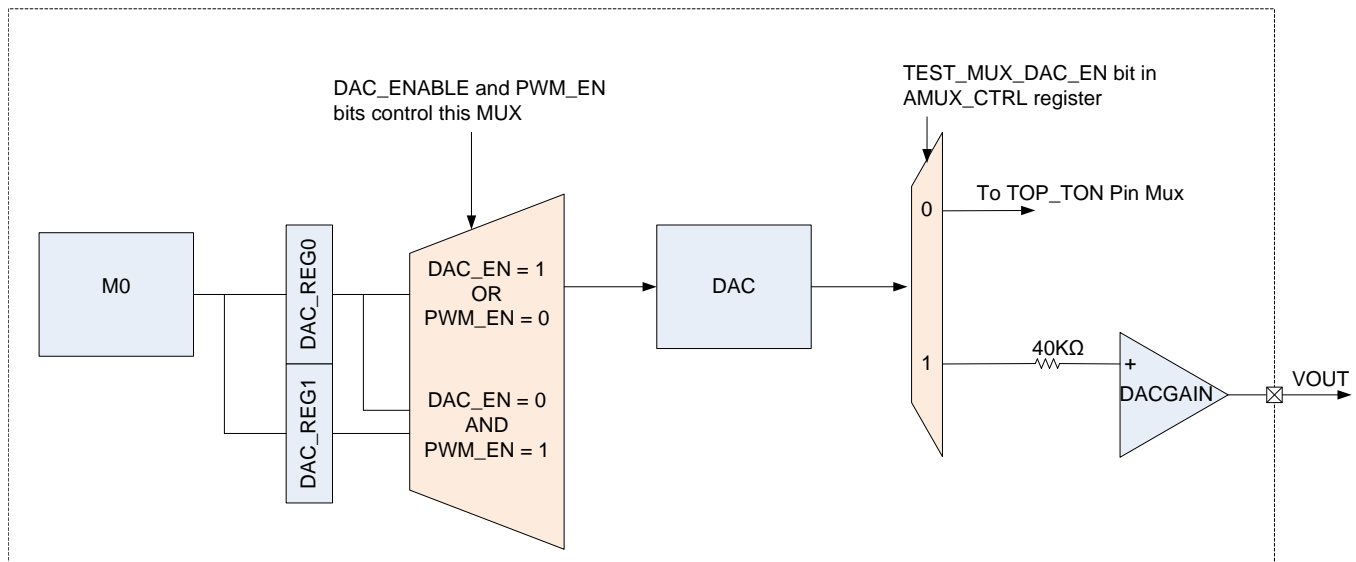 DAC_ENABLE and PWM_EN
bits control this MUX
TEST_MUX_DAC_EN bit in
AMUX_CTRL register
M0
DAC_REG0
DAC_REG1
DAC_EN = 1
OR
PWM_EN = 0
DAC_EN = 0
AND
PWM_EN = 1
DAC
0
To TOP_TON Pin Mux
1
40KΩ
+
DACGAIN
VOUT